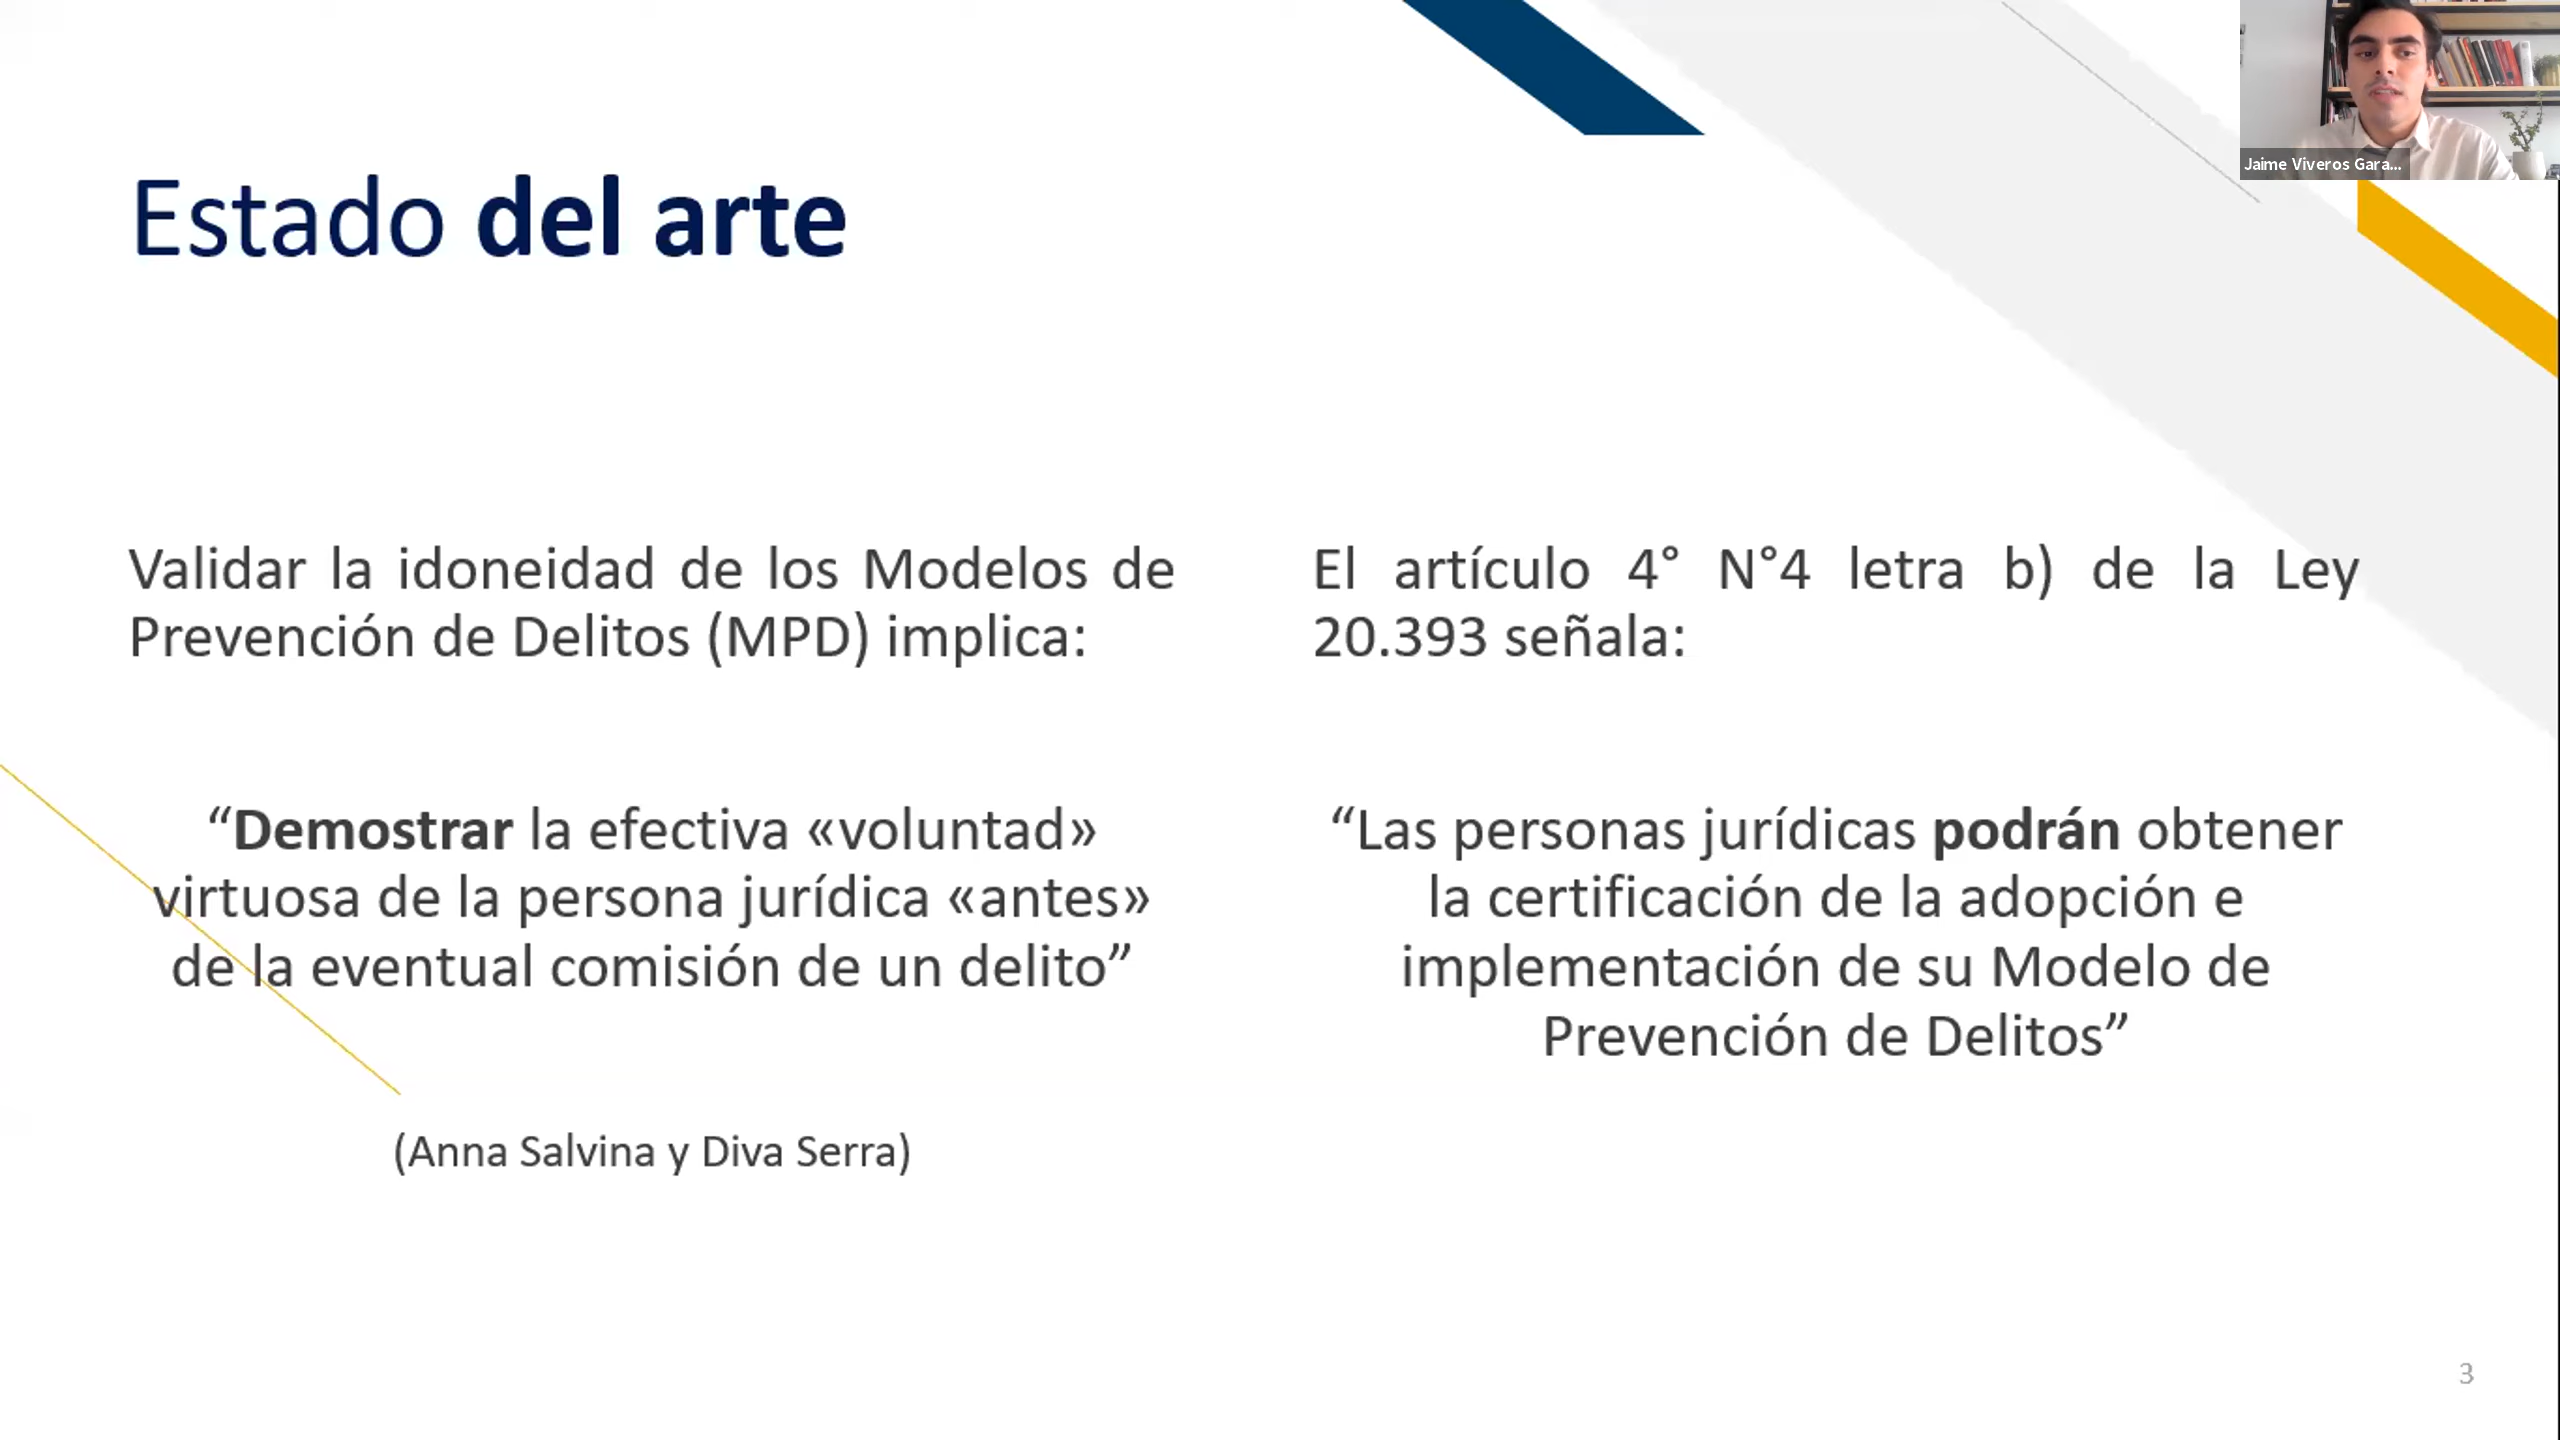 Jaime Viveros Gara...
Estado del arte
Validar la idoneidad de los Modelos de
Prevención de Delitos (MPD) implica:
“Demostrar la efectiva «voluntad»
virtuosa de la persona jurídica «antes»
de la eventual comisión de un delito”
(Anna Salvina y Diva Serra)
El artículo 4° N°4 letra b) de la Ley
20.393 señala:
“Las personas jurídicas podrán obtener
la certificación de la adopción e
implementación de su Modelo de
Prevención de Delitos”
3